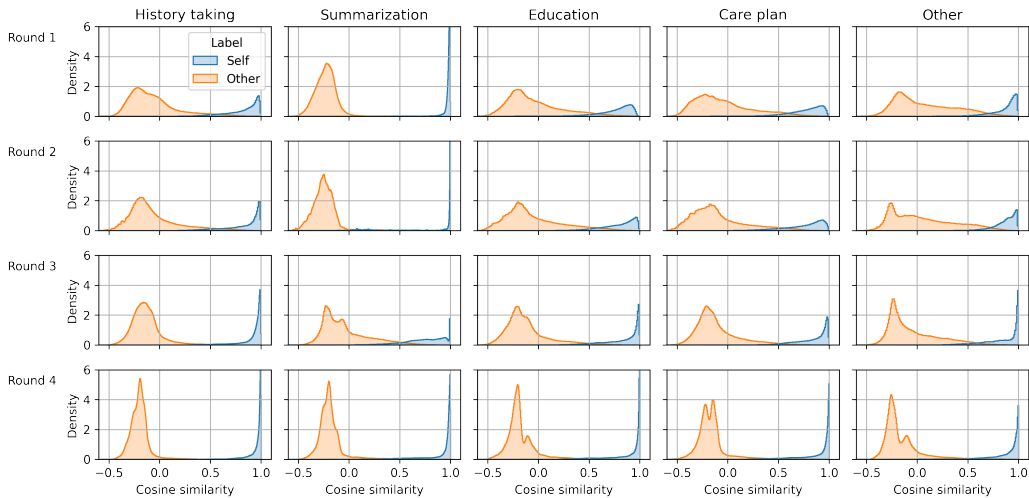 History taking Summarization Education Care plan Other
Round 1
Density
6
4
2
0
Label
Self
Other
Round 2
Density
6
4
2
0
Round 3
Density
6
4
2
0
Round 4
Density
6
4
2
0
−0.5 0.0 0.5 1.0 −0.5 0.0 0.5 1.0 −0.5 0.0 0.5 1.0 −0.5 0.0 0.5 1.0 −0.5 0.0 0.5 1.0
Cosine similarity Cosine similarity Cosine similarity Cosine similarity Cosine similarity